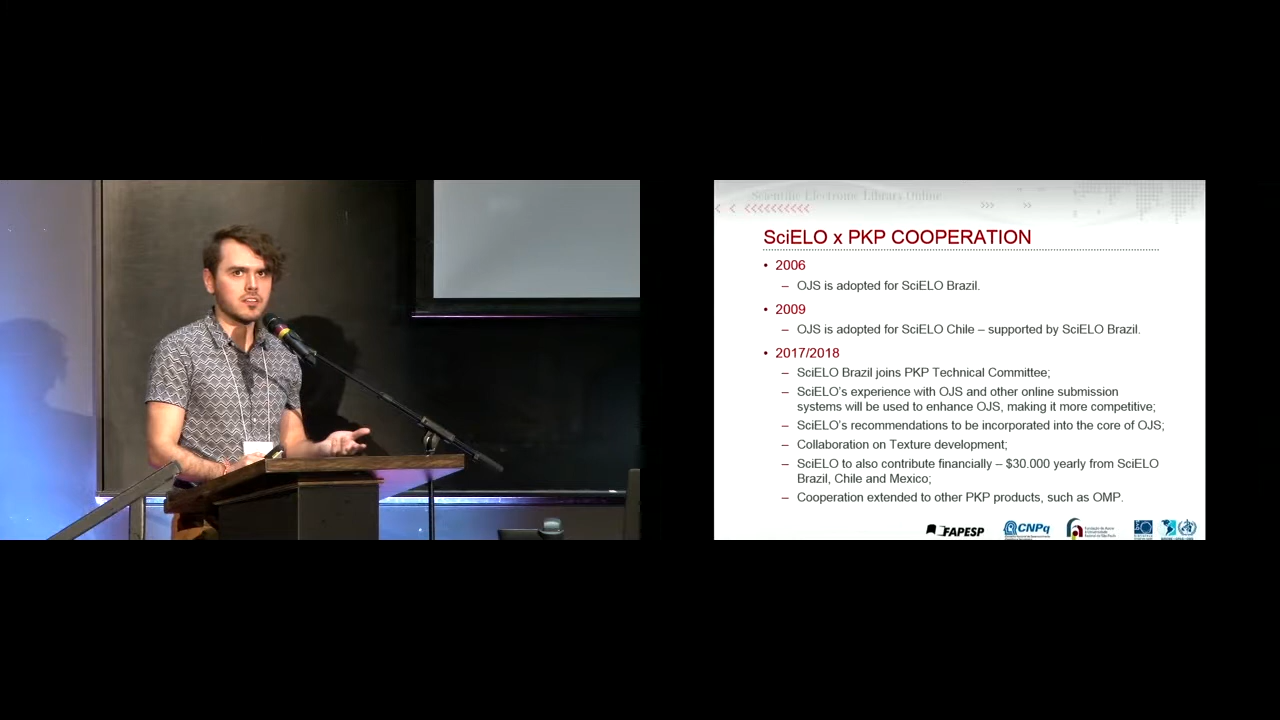 Scientific Electronic Library Online
SciELO x PKP COOPERATION
• 2006
– OJS is adopted for SciELO Brazil.
• 2009
– OJS is adopted for SciELO Chile – supported by SciELO Brazil.
• 2017/2018
– SciELO Brazil joins PKP Technical Committee;
– SciELO's experience with OJS and other online submission
systems will be used to enhance OJS, making it more competitive;
– SciELO's recommendations to be incorporated into the core of OJS;
– Collaboration on Texture development;
– SciELO to also contribute financially – $30.000 yearly from SciELO
Brazil, Chile and Mexico;
– Cooperation extended to other PKP products, such as OMP.
FAPESP
CNPq